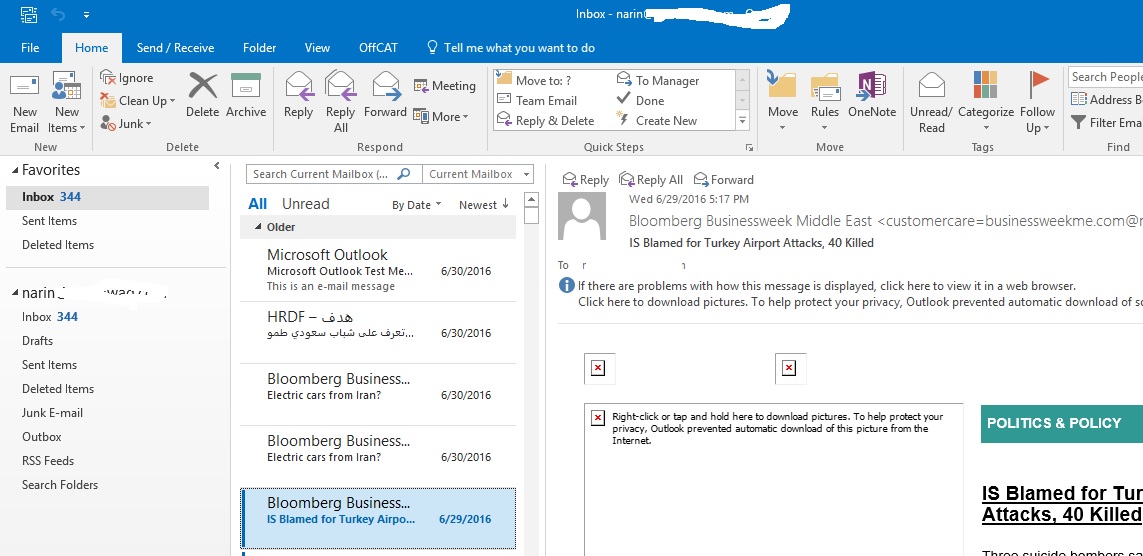 Inbox - narin@
File Home Send / Receive Folder View OffCAT Tell me what you want to do
New Email
New Items
New
Ignore
Clean Up
Junk
Delete
Archive
Delete
Reply
Reply All
Forward
Meeting
More
Respond
Move to: ?
Team Email
Reply & Delete
To Manager
Done
Create New
Quick Steps
Move
Rules
OneNote
Move
Unread/ Read
Categorize
Follow Up
Tags
Search People
Address B
Filter Ema
Find
Favorites
Inbox 344
Sent Items
Deleted Items
narin@
Inbox 344
Drafts
Sent Items
Deleted Items
Junk E-mail
Outbox
RSS Feeds
Search Folders
Search Current Mailbox (... Current Mailbox
All Unread By Date Newest
Older
Microsoft Outlook
Microsoft Outlook Test Me... 6/30/2016
This is an e-mail message
HRDF – هدف
تعرف على شباب سعودي طمو... 6/30/2016
Bloomberg Business...
Electric cars from Iran? 6/30/2016
Bloomberg Business...
Electric cars from Iran? 6/30/2016
Bloomberg Business...
IS Blamed for Turkey Airpo... 6/29/2016
Reply Reply All Forward
Wed 6/29/2016 5:17 PM
Bloomberg Businessweek Middle East <customercare=businessweekme.com@r
IS Blamed for Turkey Airport Attacks, 40 Killed
To
If there are problems with how this message is displayed, click here to view it in a web browser.
Click here to download pictures. To help protect your privacy, Outlook prevented automatic download of so
Right-click or tap and hold here to download pictures. To help protect your
privacy, Outlook prevented automatic download of this picture from the
Internet.
POLITICS & POLICY
IS Blamed for Tur
Attacks, 40 Killed
Three suicide bombers sa